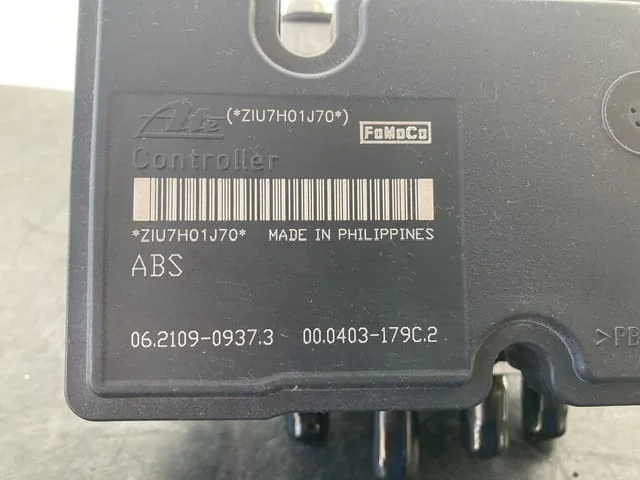 Ate (*ZIU7H01J70*)
FoMoCo
Controller
*ZIU7H01J70* MADE IN PHILIPPINES
ABS
06.2109-0937.3 00.0403-179C.2
>PB